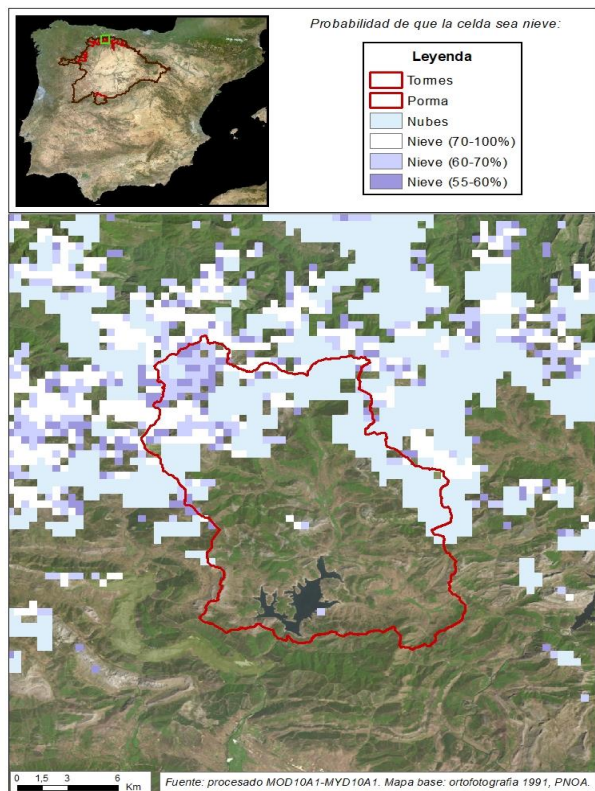 Probabilidad de que la celda sea nieve:
Leyenda
Tormes
Porma
Nubes
Nieve (70-100%)
Nieve (60-70%)
Nieve (55-60%)
0 1,5 3 6
Km
Fuente: procesado MOD10A1-MYD10A1. Mapa base: ortofotografía 1991, PNOA.